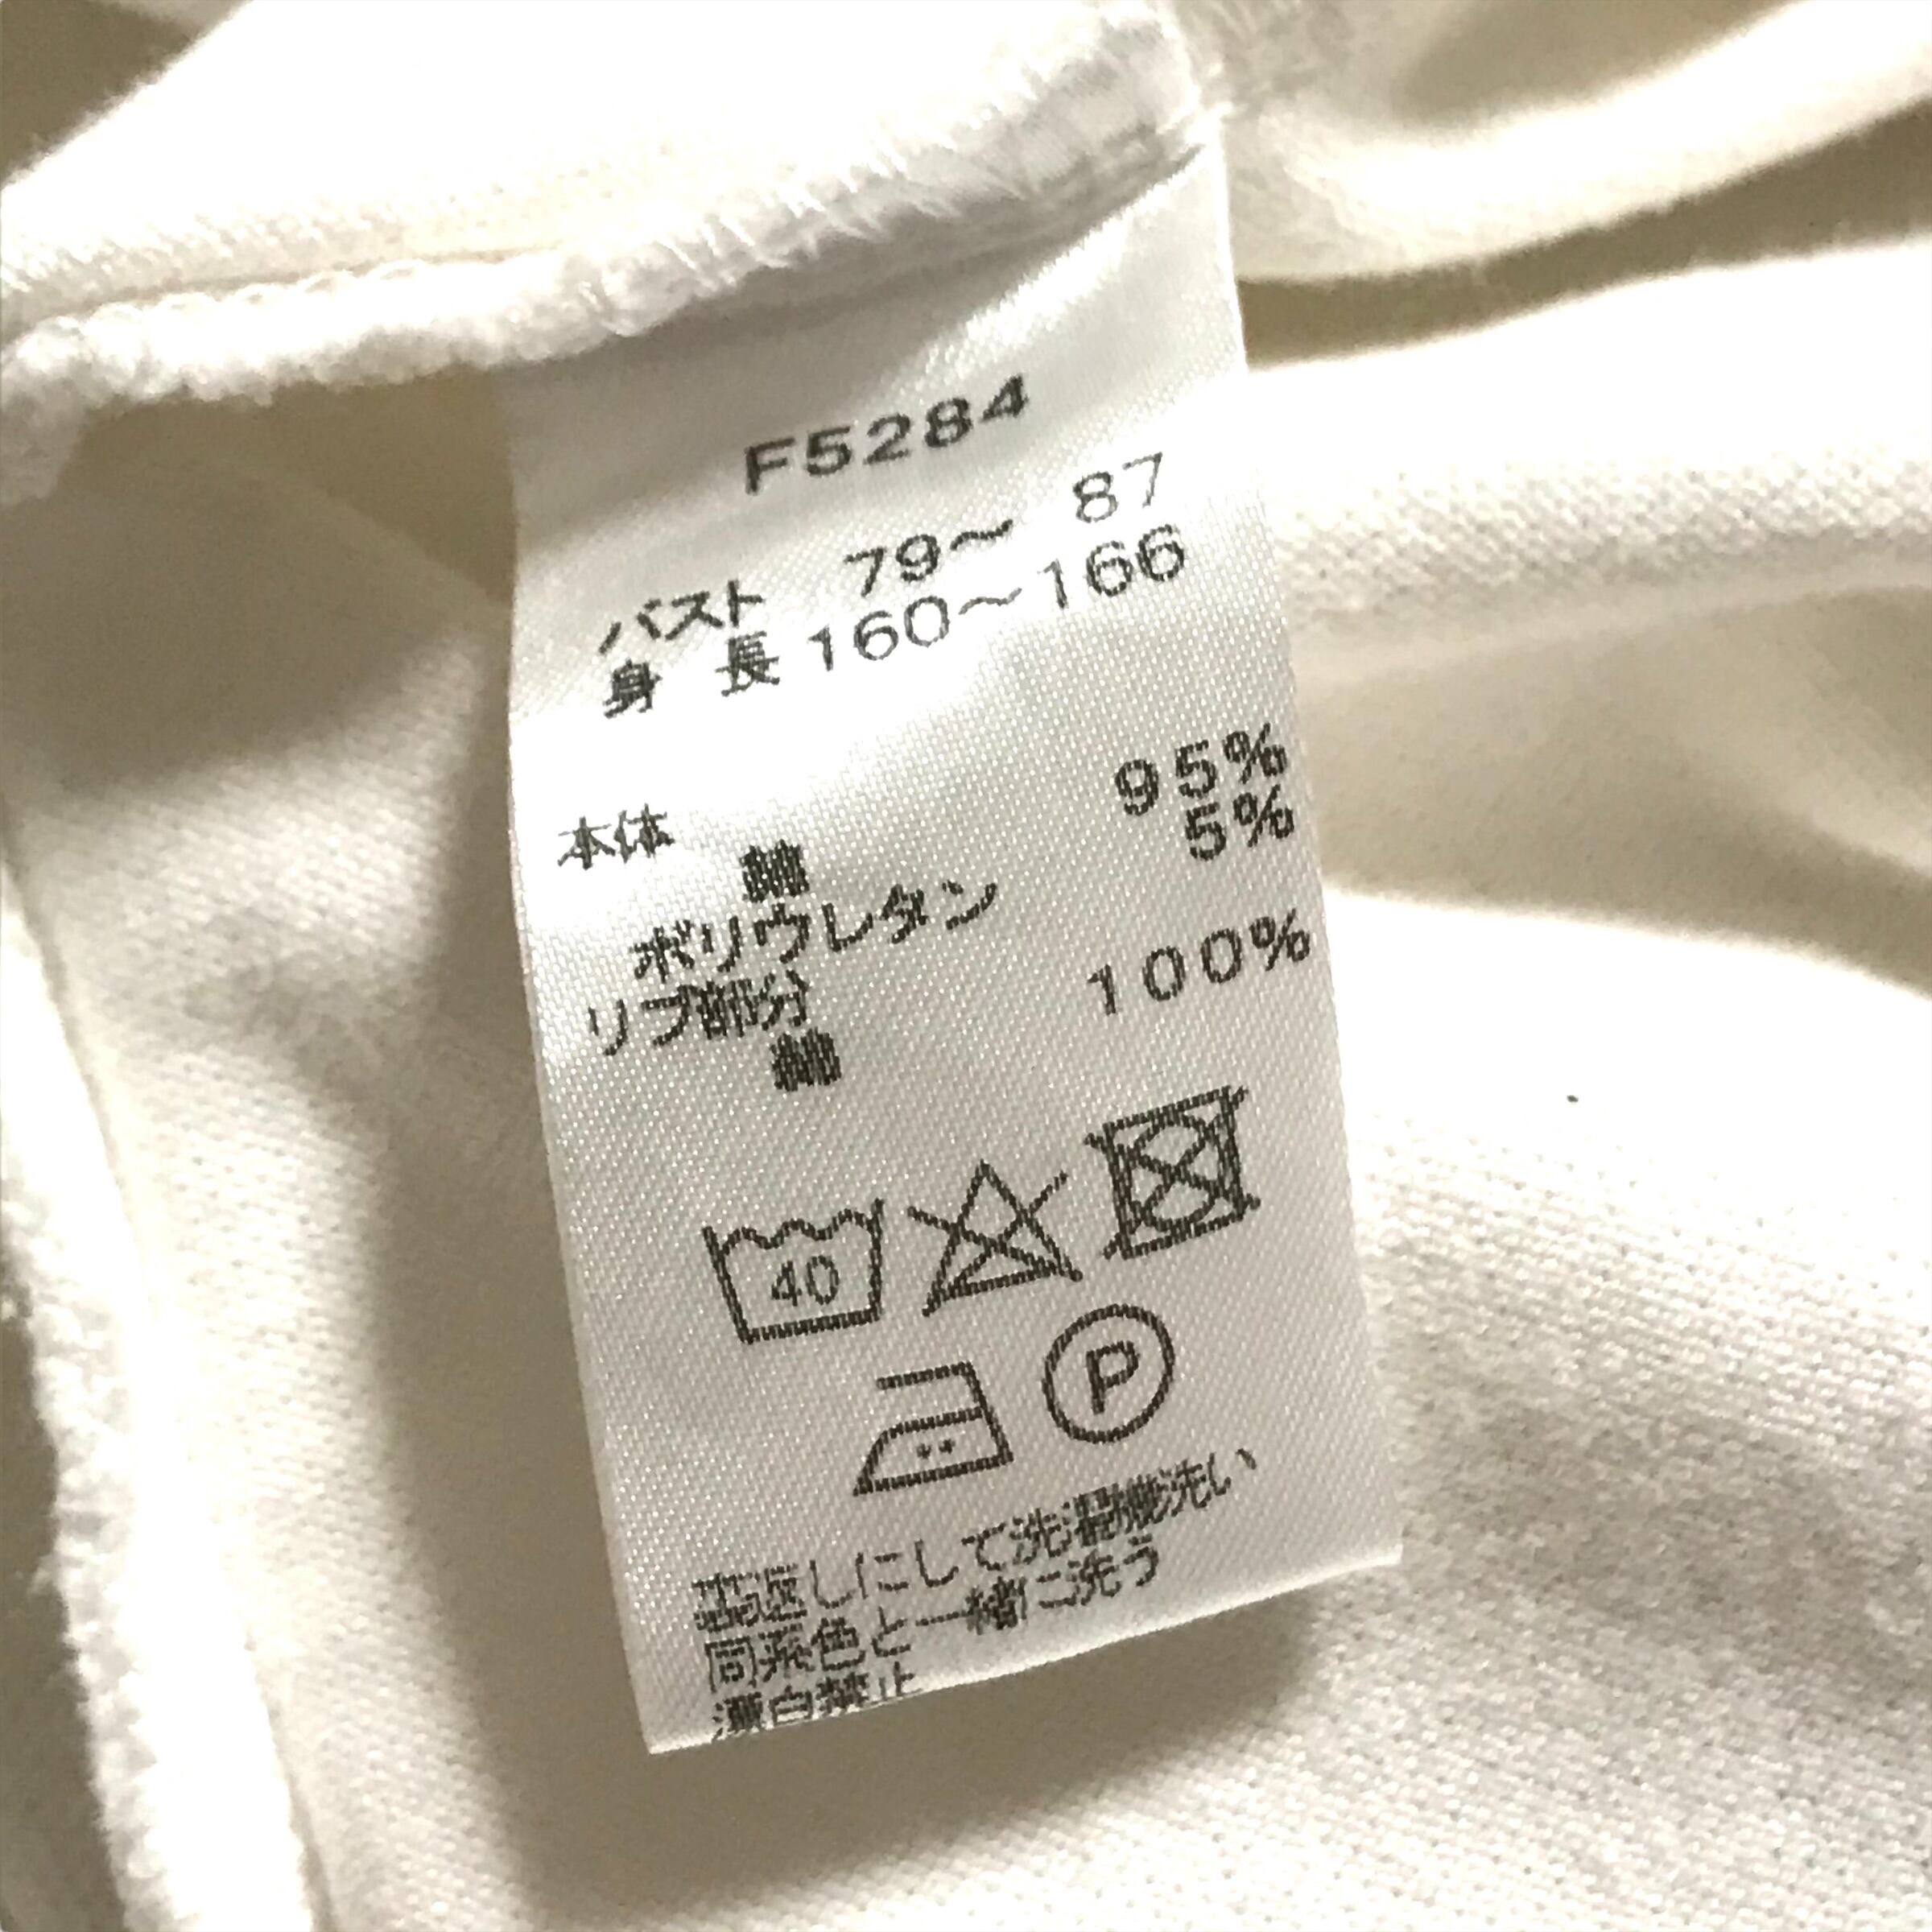 F5284
バスト 79〜 87
身 長 160〜166
本体
綿 95%
ポリウレタン 5%
リブ部分
綿 100%
40
P
裏返しにして洗濯機洗い
同系色と一緒に洗う
漂白禁止